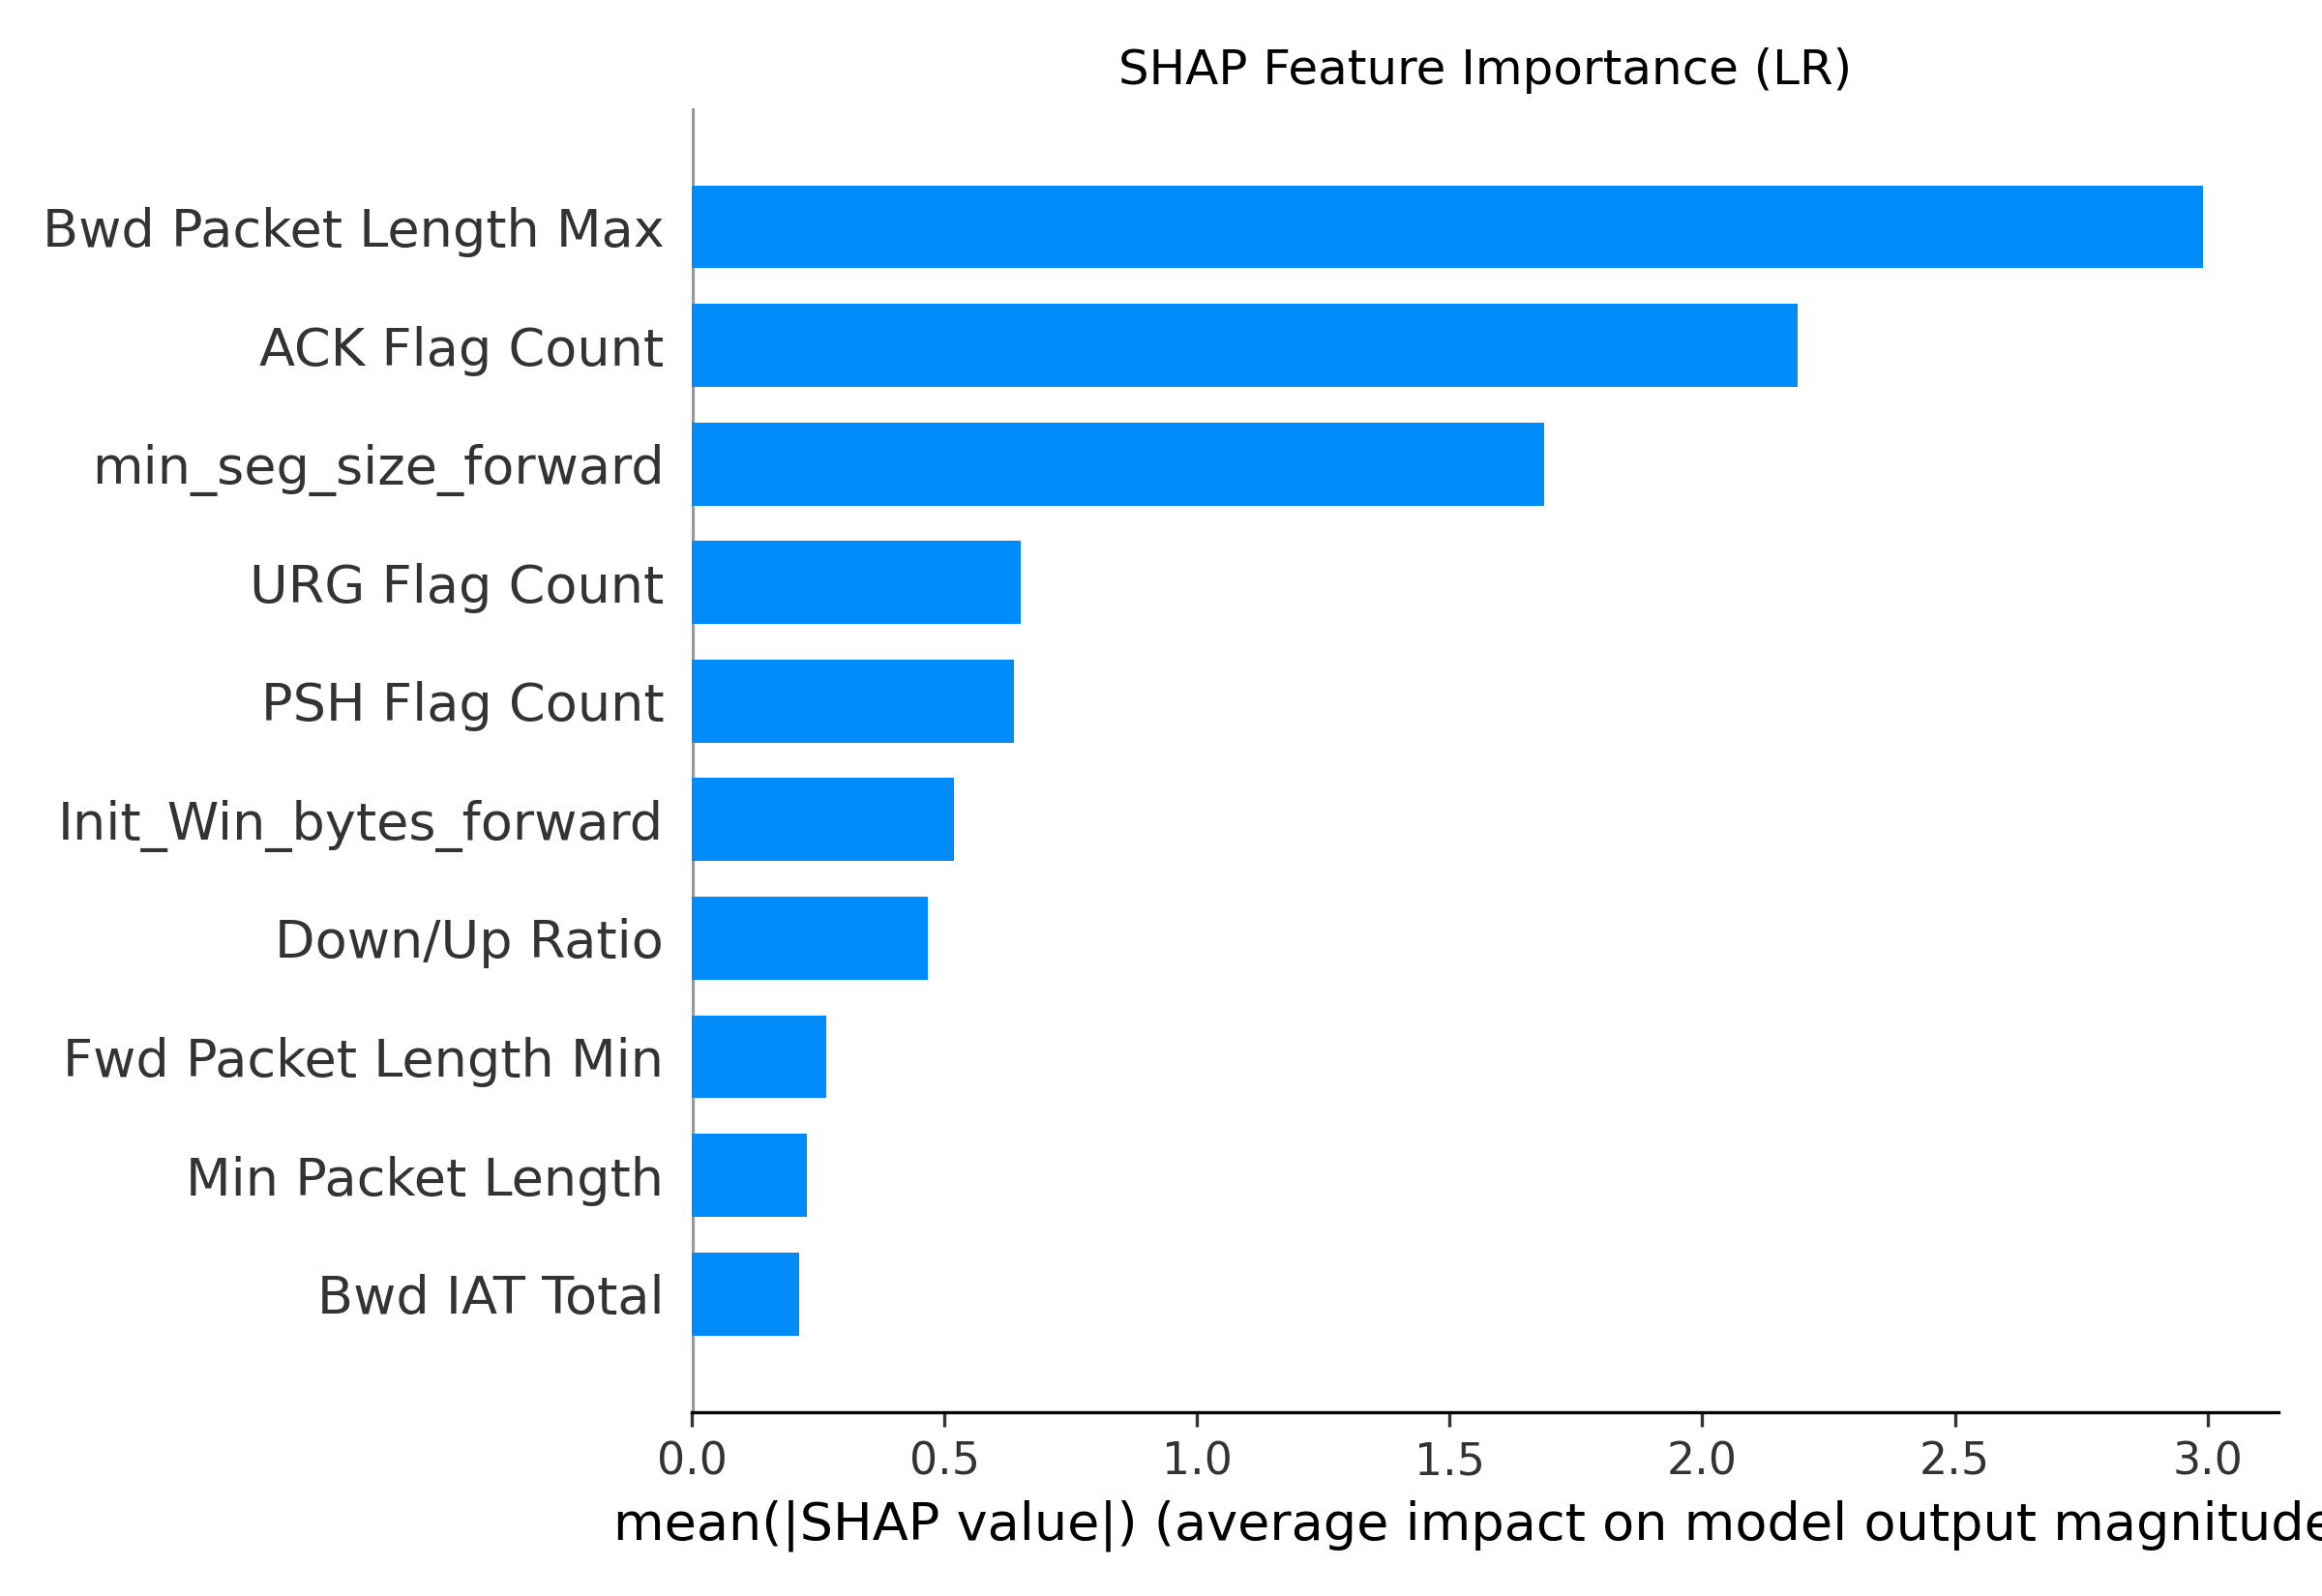 SHAP Feature Importance (LR)
Bwd Packet Length Max
ACK Flag Count
min_seg_size_forward
URG Flag Count
PSH Flag Count
Init_Win_bytes_forward
Down/Up Ratio
Fwd Packet Length Min
Min Packet Length
Bwd IAT Total
0.0 0.5 1.0 1.5 2.0 2.5 3.0
mean(|SHAP value|) (average impact on model output magnitude